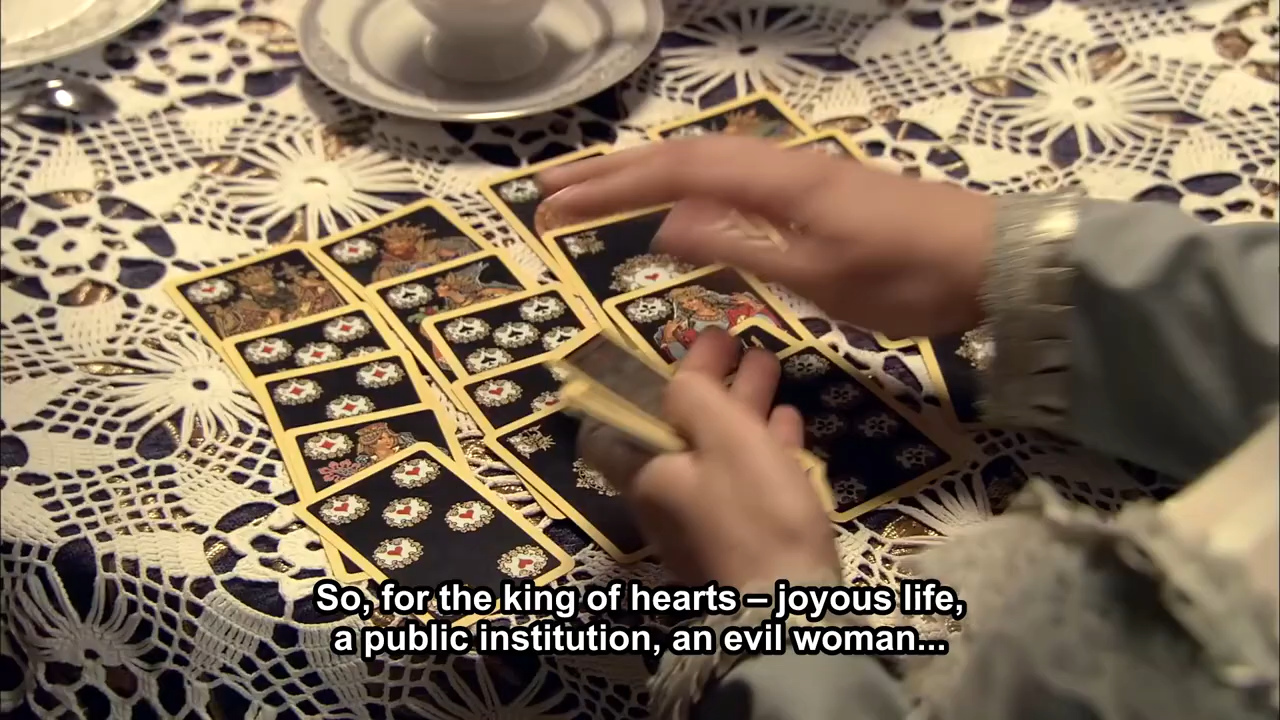 So, for the king of hearts – joyous life,
a public institution, an evil woman...